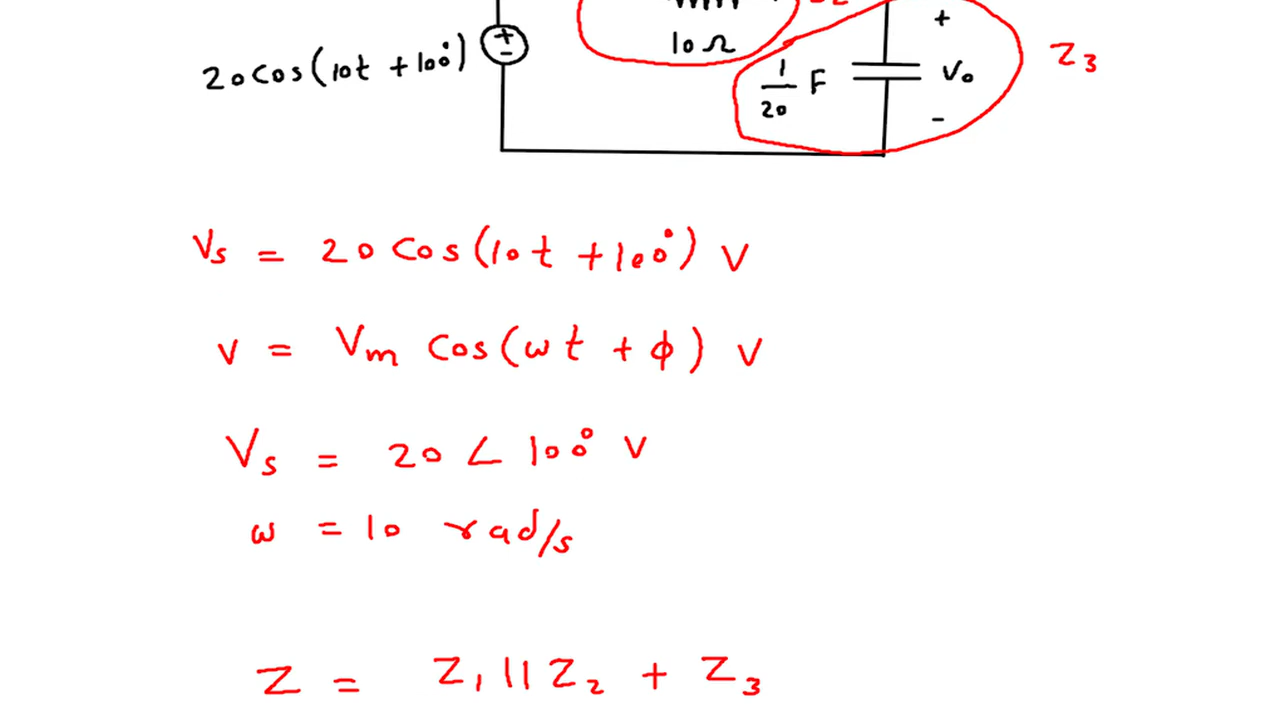 +
10 Ω
20cos(10t +100°)
+
-
1/20 F
Vo
Z3
-
Vs = 20 cos(10t +100°) V
v = Vm cos(ωt + φ) V
Vs = 20 ∠ 100° V
ω = 10 rad/s
Z = Z1 || Z2 + Z3